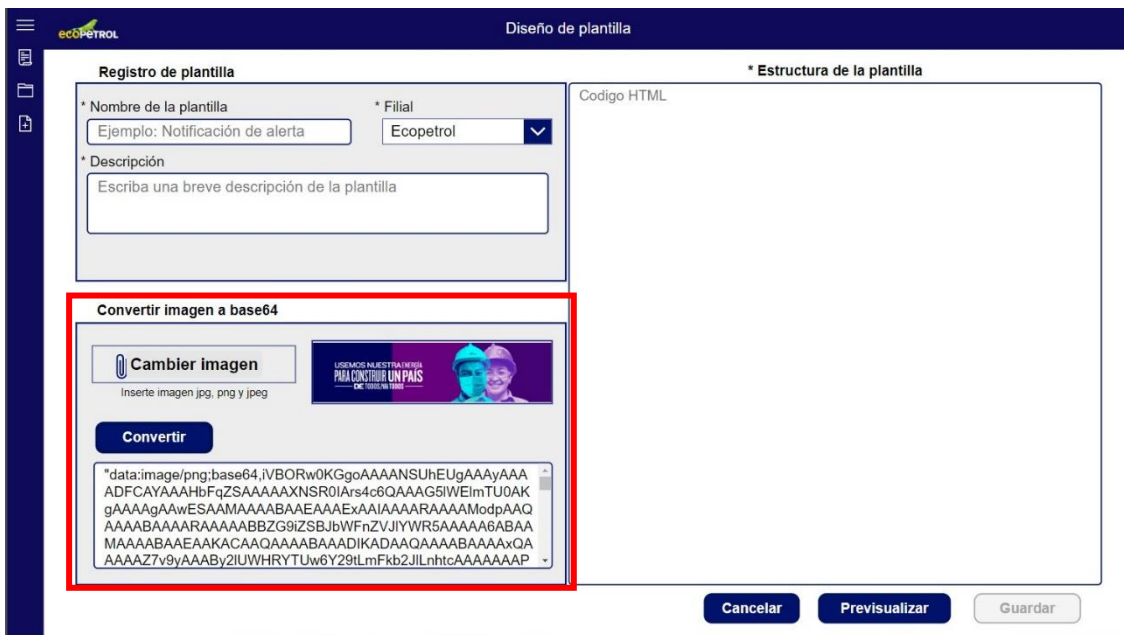 ecoPETROL
Diseño de plantilla
Registro de plantilla
* Nombre de la plantilla
* Filial
Ejemplo: Notificación de alerta
Ecopetrol
* Descripción
Escriba una breve descripción de la plantilla
Convertir imagen a base64
Cambier imagen
Inserte imagen jpg, png y jpeg
USEMOS NUESTRA ENERGÍA
PARA CONSTRUIR UN PAÍS
DE
Convertir
"data:image/png;base64,iVBORw0KGgoAAAANSUhEUgAAAyAAA
ADFCAYAAAHbFqZSAAAAAXNSR0IArs4c6QAAAG5lWElmTU0AK
gAAAAgAAwESAAMAAAABAAEAAAExAAIAAAARAAAAModpAAQ
AAAABAAAARAAAAABBZG9iZSBJbWFnZVJlYWR5AAAAA6ABAA
MAAAABAAEAAKACAAQAAAABAAADIKADAAQAAAABAAAAxQA
AAAAZ7v9yAAABy2lUWHRYTUw6Y29tLmFkb2JlLnhtcAAAAAAAP
* Estructura de la plantilla
Codigo HTML
Cancelar
Previsualizar
Guardar